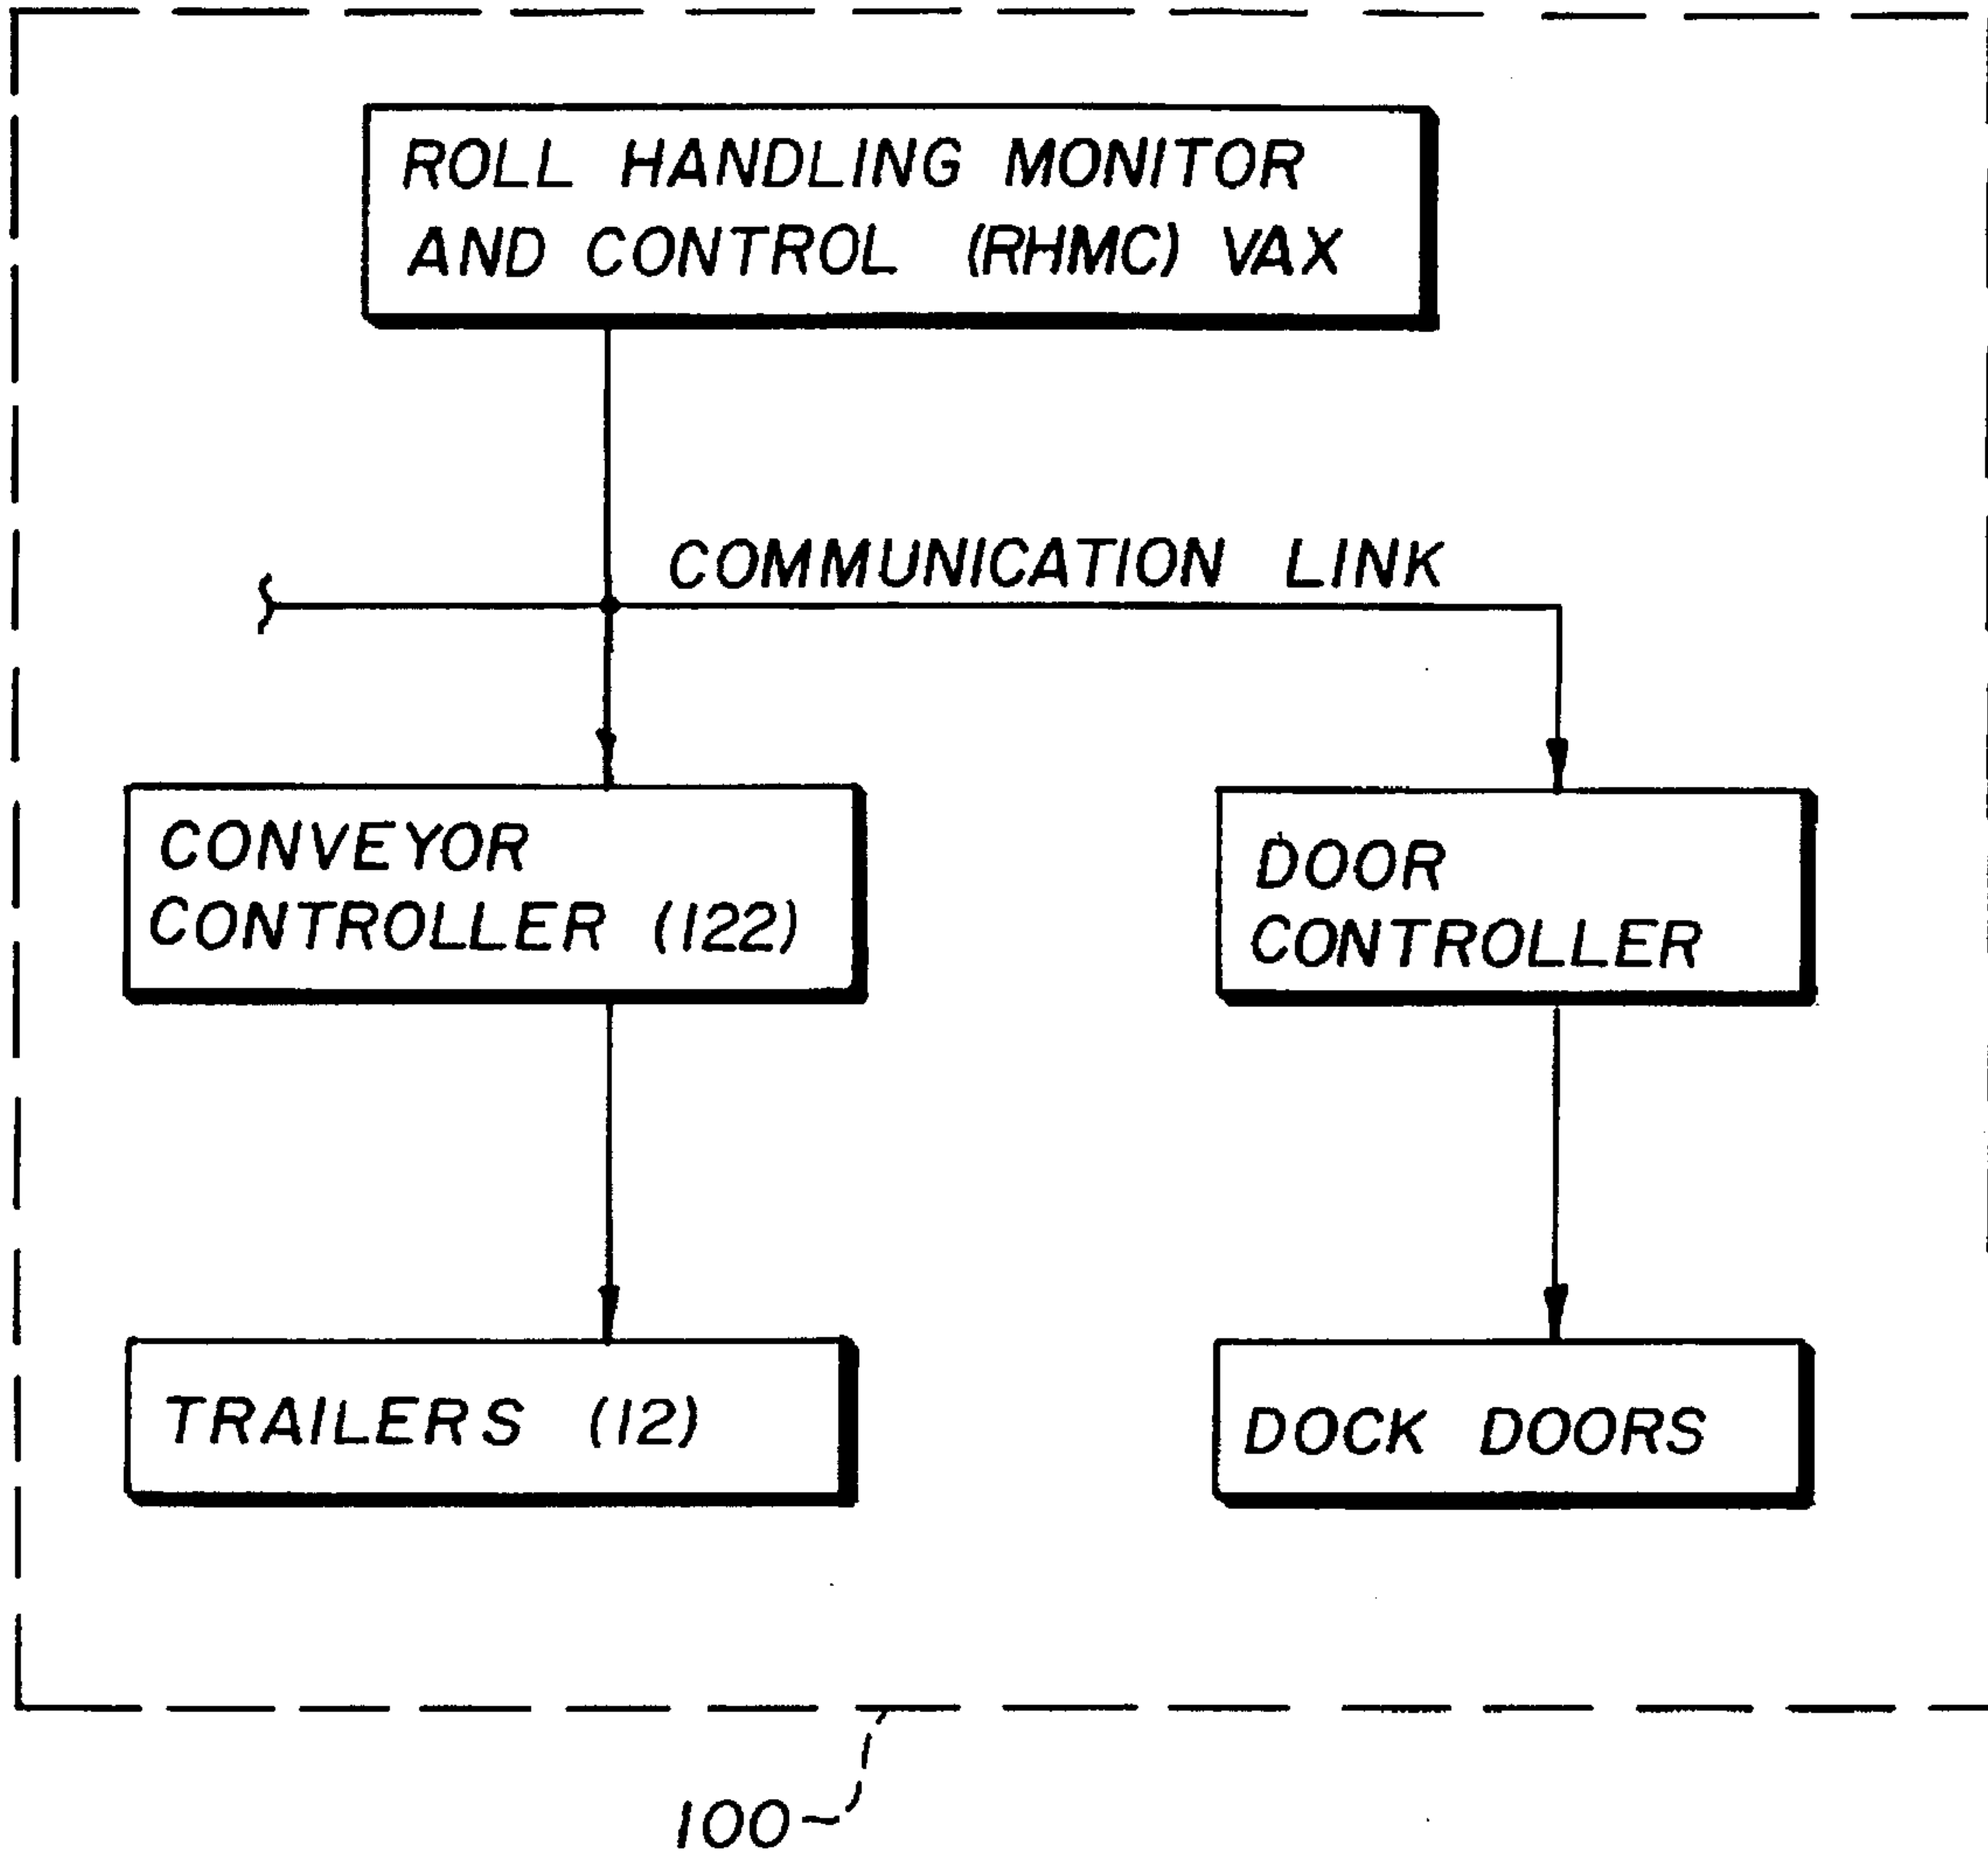 ROLL HANDLING MONITOR
AND CONTROL (RHMC) VAX
COMMUNICATION LINK
CONVEYOR
CONTROLLER (122)
DOOR
CONTROLLER
TRAILERS (12)
DOCK DOORS
100